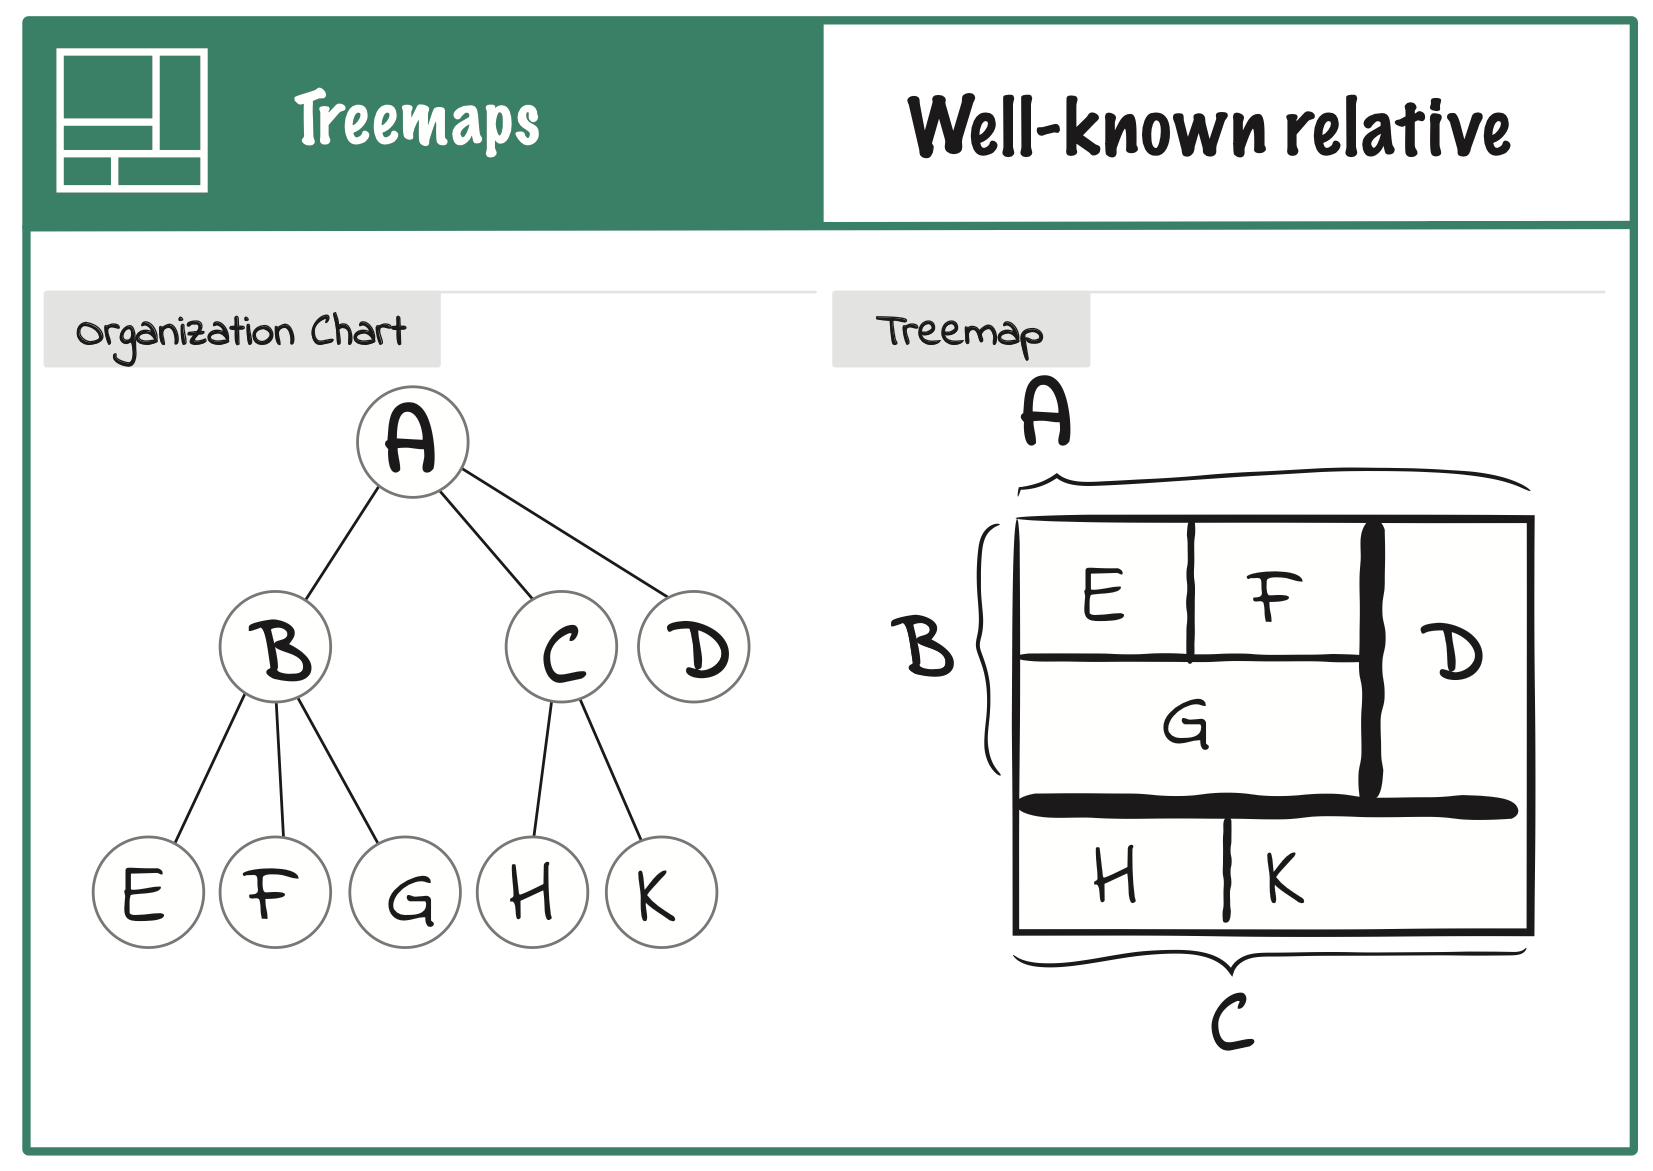 Treemaps
Well-known relative
Organization Chart
A
B
C
D
E
F
G
H
K
Treemap
A
B
E
F
D
G
H
K
C